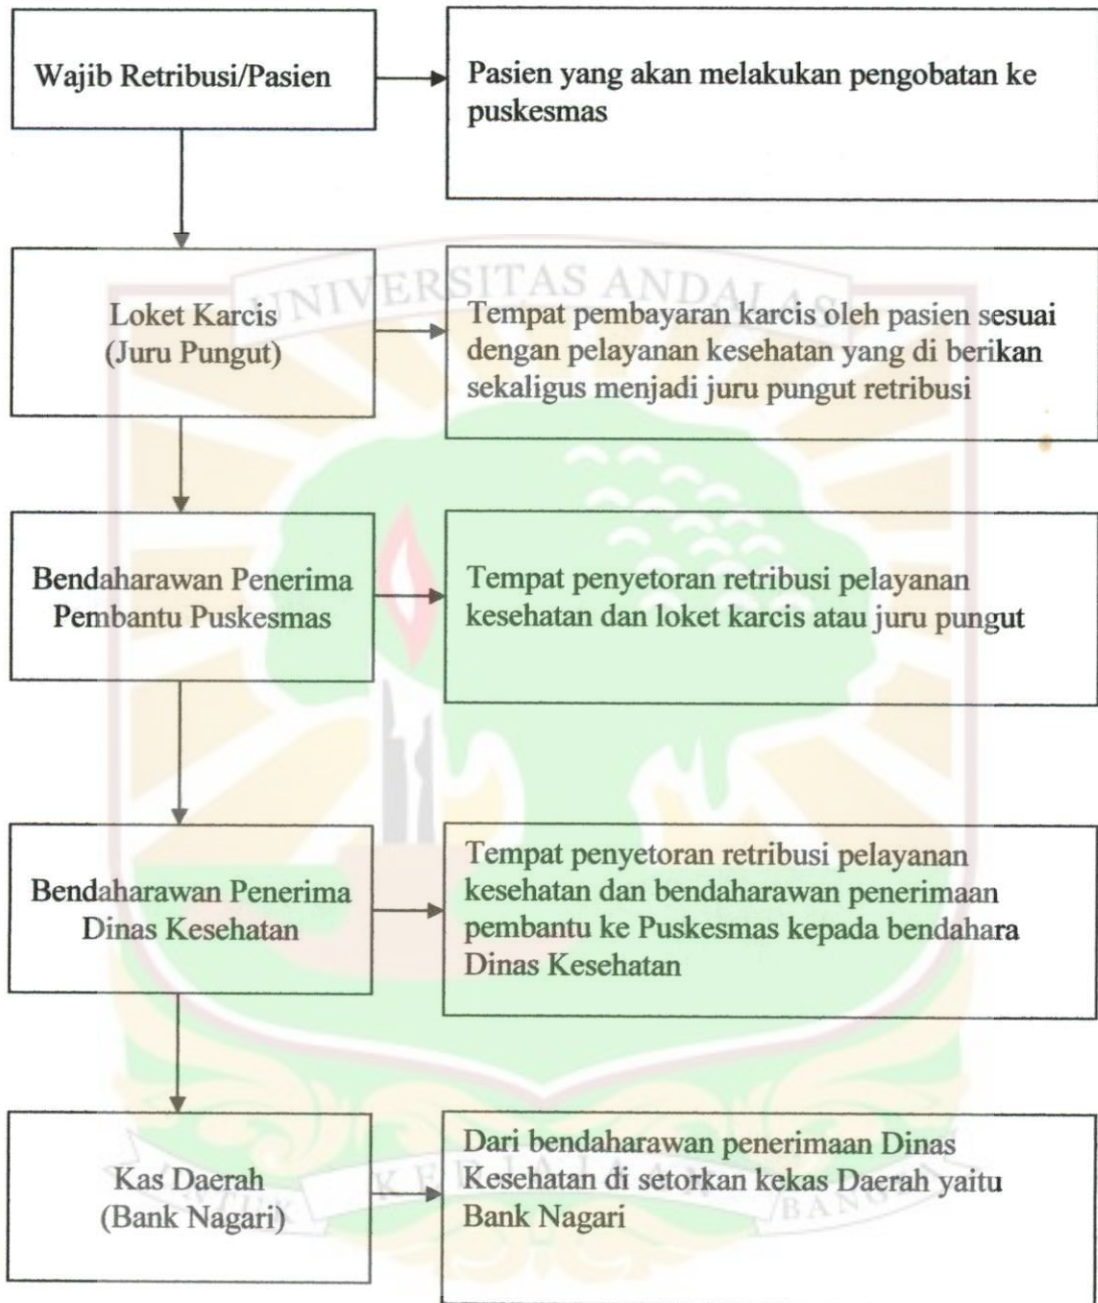 Wajib Retribusi/Pasien
Pasien yang akan melakukan pengobatan ke
puskesmas
UNIVERSITAS ANDALAS
Loket Karcis
(Juru Pungut)
Tempat pembayaran karcis oleh pasien sesuai
dengan pelayanan kesehatan yang di berikan
sekaligus menjadi juru pungut retribusi
Bendaharawan Penerima
Pembantu Puskesmas
Tempat penyetoran retribusi pelayanan
kesehatan dan loket karcis atau juru pungut
Bendaharawan Penerima
Dinas Kesehatan
Tempat penyetoran retribusi pelayanan
kesehatan dan bendaharawan penerimaan
pembantu ke Puskesmas kepada bendahara
Dinas Kesehatan
Kas Daerah
(Bank Nagari)
Dari bendaharawan penerimaan Dinas
Kesehatan di setorkan kekas Daerah yaitu
Bank Nagari
UNTUK KEDJAJAAN BANGSA